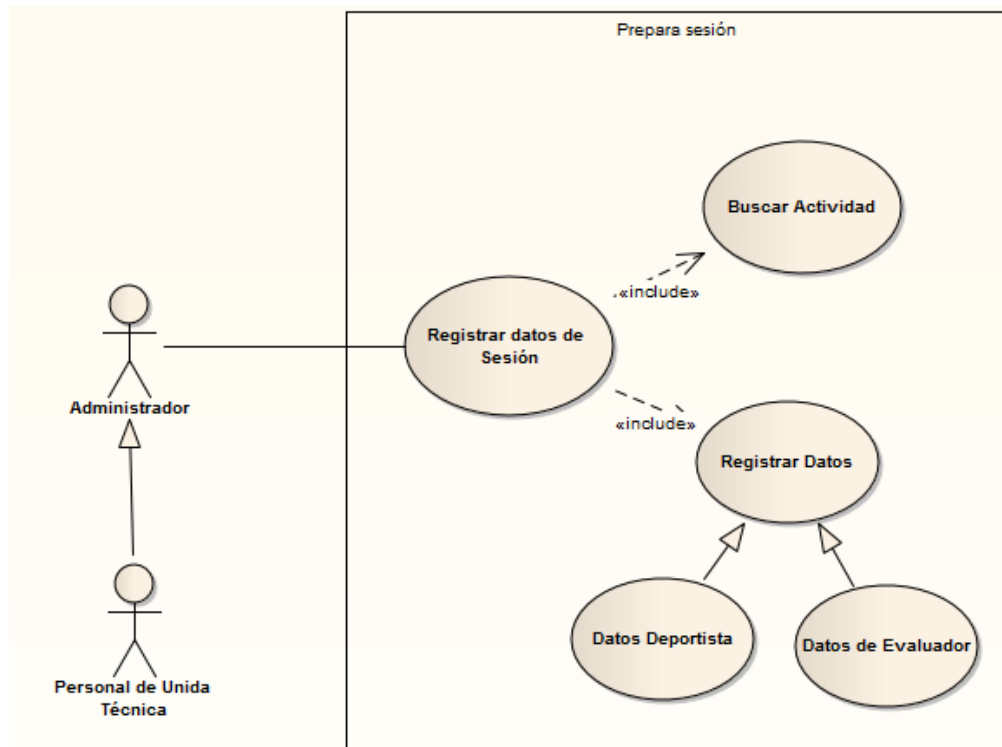 Prepara sesión
Buscar Actividad
«include»
Registrar datos de
Sesión
Administrador
«include»
Registrar Datos
Datos Deportista
Datos de Evaluador
Personal de Unida
Técnica